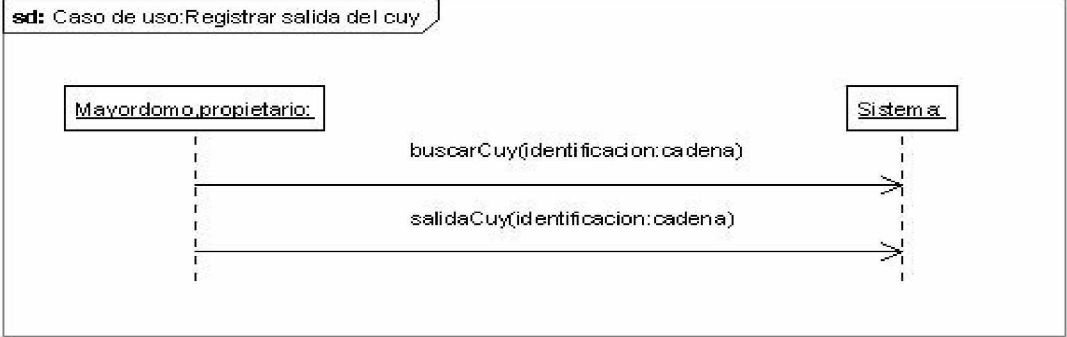 sd: Caso de uso:Registrar salida del cuy
Mayordomo,propietario:
Sistema:
buscarCuy(identificacion:cadena)
salidaCuy(identificacion:cadena)